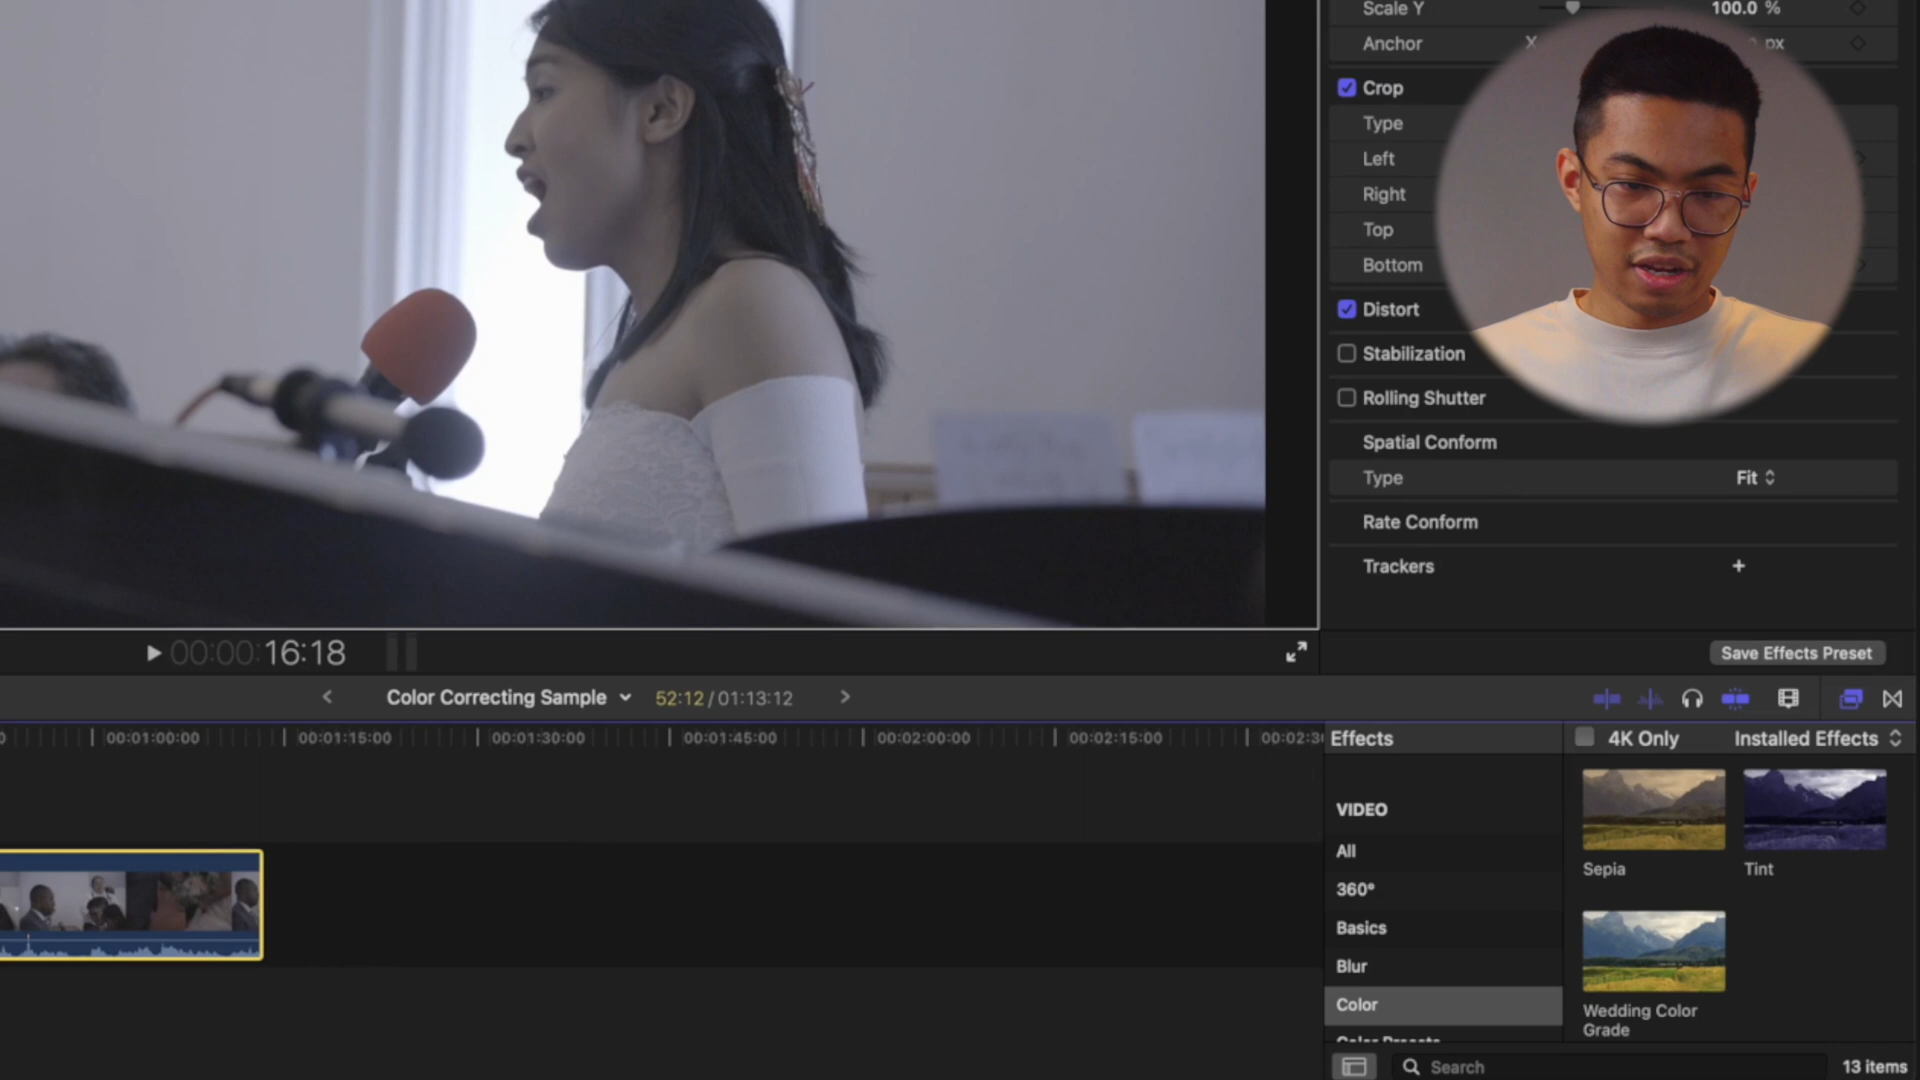 Scale Y 100.0 %
Anchor X px
Crop
Type
Left
Right
Top
Bottom
Distort
Stabilization
Rolling Shutter
Spatial Conform
Type Fit
Rate Conform
Trackers +
00:00:16:18
Save Effects Preset
Color Correcting Sample 52:12 / 01:13:12
00:01:00:00 00:01:15:00 00:01:30:00 00:01:45:00 00:02:00:00 00:02:15:00
Effects 4K Only Installed Effects
VIDEO
All
360°
Basics
Blur
Color
Color Presets
Sepia
Tint
Wedding Color
Grade
Search
13 items